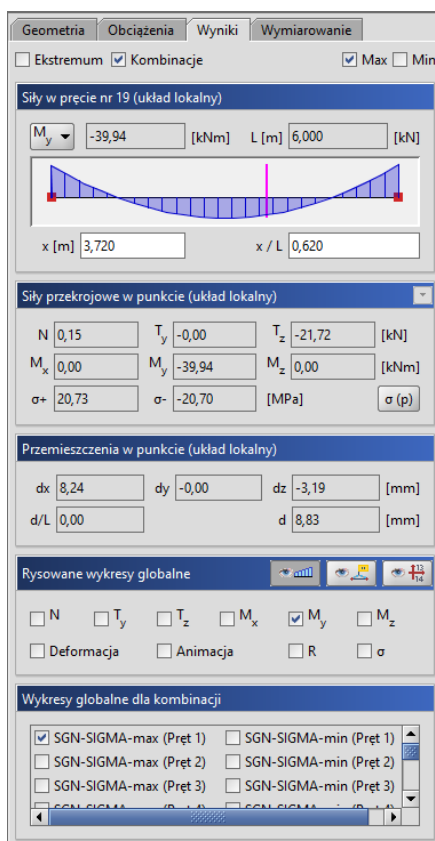 Geometria Obciążenia Wyniki Wymiarowanie
Ekstremum Kombinacje Max Min
Siły w pręcie nr 19 (układ lokalny)
My -39,94 [kNm] L [m] 6,000 [kN]
x [m] 3,720 x / L 0,620
Siły przekrojowe w punkcie (układ lokalny)
N 0,15 Ty -0,00 Tz -21,72 [kN]
Mx 0,00 My -39,94 Mz 0,00 [kNm]
σ+ 20,73 σ- -20,70 [MPa] σ (p)
Przemieszczenia w punkcie (układ lokalny)
dx 8,24 dy -0,00 dz -3,19 [mm]
d/L 0,00 d 8,83 [mm]
Rysowane wykresy globalne 13 14
N Ty Tz Mx My Mz
Deformacja Animacja R σ
Wykresy globalne dla kombinacji
SGN-SIGMA-max (Pręt 1) SGN-SIGMA-min (Pręt 1)
SGN-SIGMA-max (Pręt 2) SGN-SIGMA-min (Pręt 2)
SGN-SIGMA-max (Pręt 3) SGN-SIGMA-min (Pręt 3)